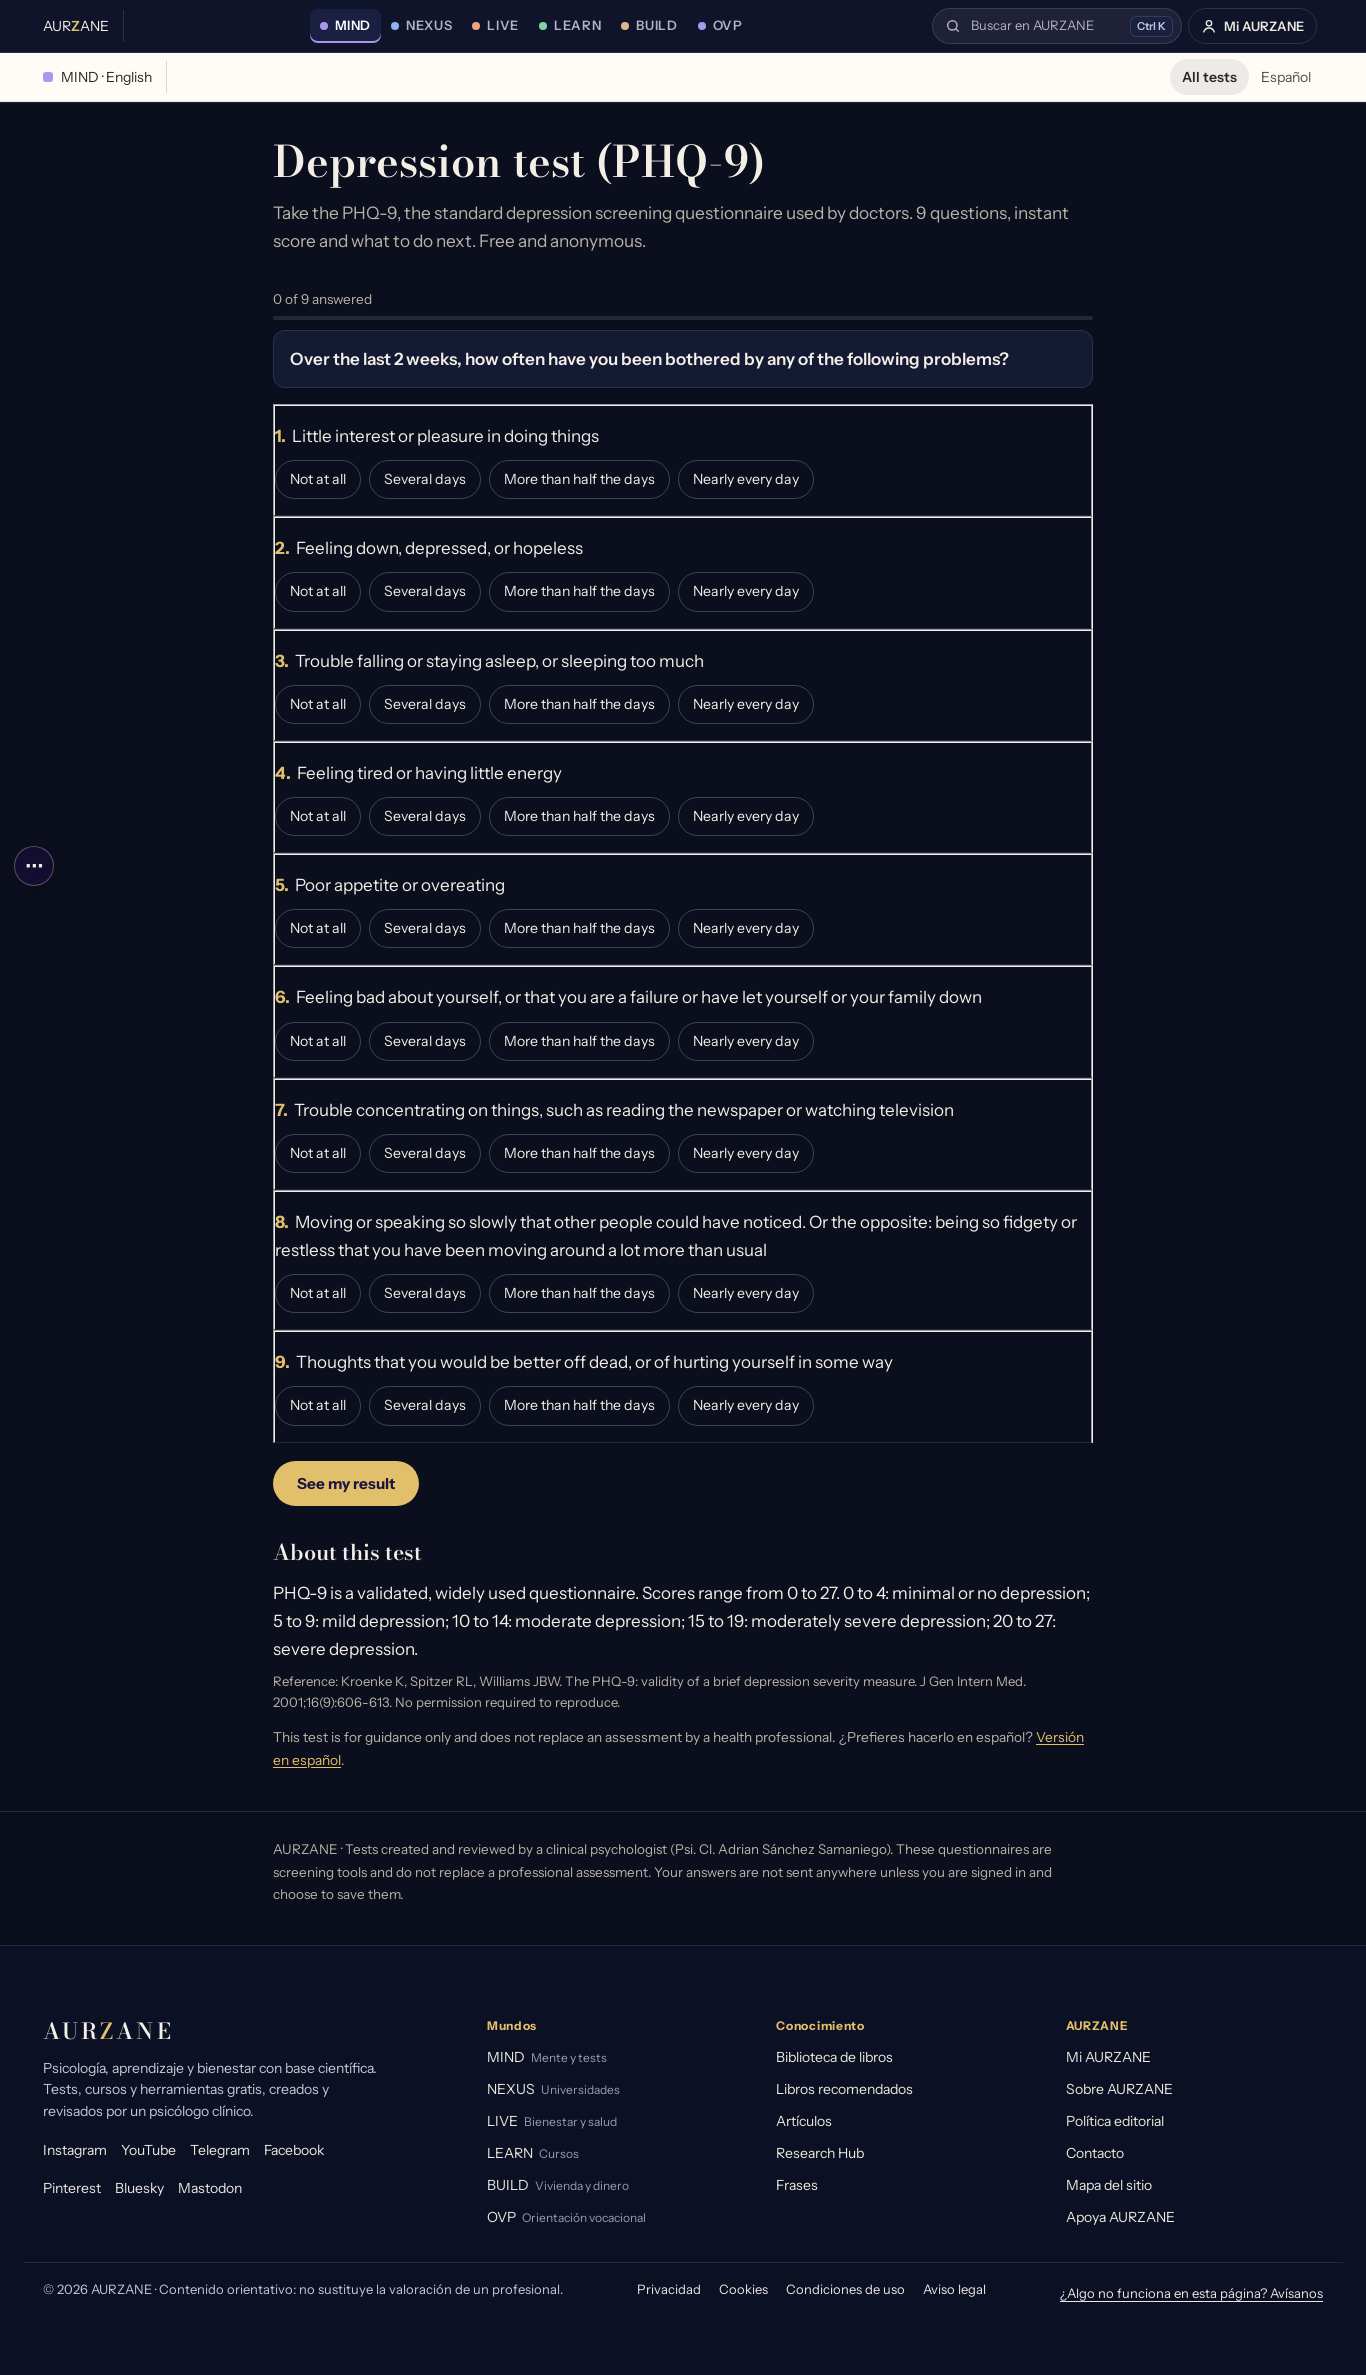 AURZANE
MIND
NEXUS
LIVE
LEARN
BUILD
OVP
Buscar en AURZANE
Ctrl K
Mi AURZANE
MIND · English
All tests
Español
Depression test (PHQ-9)
Take the PHQ-9, the standard depression screening questionnaire used by doctors. 9 questions, instant
score and what to do next. Free and anonymous.
0 of 9 answered
Over the last 2 weeks, how often have you been bothered by any of the following problems?
1. Little interest or pleasure in doing things
Not at all Several days More than half the days Nearly every day
2. Feeling down, depressed, or hopeless
Not at all Several days More than half the days Nearly every day
3. Trouble falling or staying asleep, or sleeping too much
Not at all Several days More than half the days Nearly every day
4. Feeling tired or having little energy
Not at all Several days More than half the days Nearly every day
5. Poor appetite or overeating
Not at all Several days More than half the days Nearly every day
6. Feeling bad about yourself, or that you are a failure or have let yourself or your family down
Not at all Several days More than half the days Nearly every day
7. Trouble concentrating on things, such as reading the newspaper or watching television
Not at all Several days More than half the days Nearly every day
8. Moving or speaking so slowly that other people could have noticed. Or the opposite: being so fidgety or
restless that you have been moving around a lot more than usual
Not at all Several days More than half the days Nearly every day
9. Thoughts that you would be better off dead, or of hurting yourself in some way
Not at all Several days More than half the days Nearly every day
See my result
About this test
PHQ-9 is a validated, widely used questionnaire. Scores range from 0 to 27. 0 to 4: minimal or no depression;
5 to 9: mild depression; 10 to 14: moderate depression; 15 to 19: moderately severe depression; 20 to 27:
severe depression.
Reference: Kroenke K, Spitzer RL, Williams JBW. The PHQ-9: validity of a brief depression severity measure. J Gen Intern Med.
2001;16(9):606-613. No permission required to reproduce.
This test is for guidance only and does not replace an assessment by a health professional. ¿Prefieres hacerlo en español? Versión
en español.
AURZANE · Tests created and reviewed by a clinical psychologist (Psi. Cl. Adrian Sánchez Samaniego). These questionnaires are
screening tools and do not replace a professional assessment. Your answers are not sent anywhere unless you are signed in and
choose to save them.
AURZANE
Psicología, aprendizaje y bienestar con base científica.
Tests, cursos y herramientas gratis, creados y
revisados por un psicólogo clínico.
Instagram YouTube Telegram Facebook
Pinterest Bluesky Mastodon
Mundos
MIND Mente y tests
NEXUS Universidades
LIVE Bienestar y salud
LEARN Cursos
BUILD Vivienda y dinero
OVP Orientación vocacional
Conocimiento
Biblioteca de libros
Libros recomendados
Artículos
Research Hub
Frases
AURZANE
Mi AURZANE
Sobre AURZANE
Política editorial
Contacto
Mapa del sitio
Apoya AURZANE
© 2026 AURZANE · Contenido orientativo: no sustituye la valoración de un profesional.
Privacidad Cookies Condiciones de uso Aviso legal
¿Algo no funciona en esta página? Avísanos